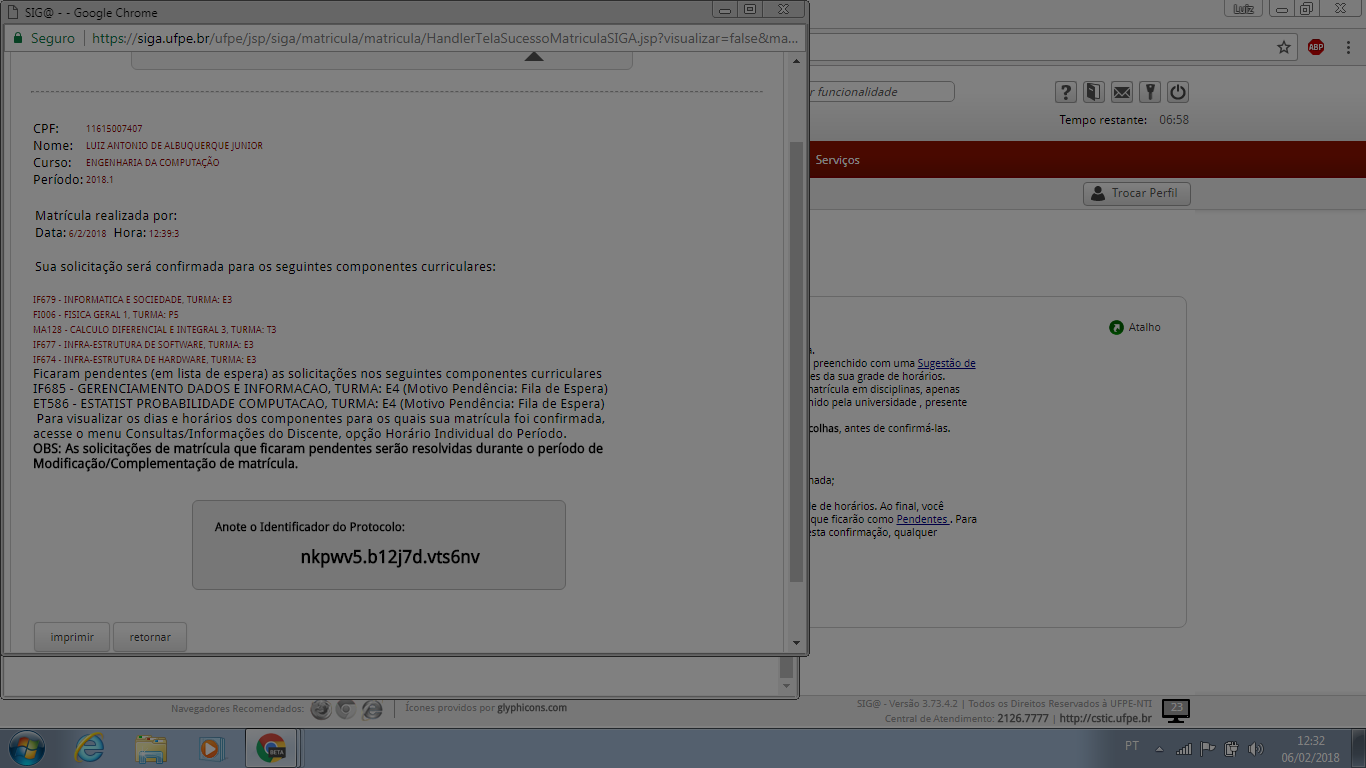 SIG@ - - Google Chrome
Luiz
Seguro | https://siga.ufpe.br/ufpe/jsp/siga/matricula/matricula/HandlerTelaSucessoMatriculaSIGA.jsp?visualizar=false&ma...
ABP
r funcionalidade
Tempo restante: 06:58
Serviços
Trocar Perfil
CPF: 11615007407
Nome: LUIZ ANTONIO DE ALBUQUERQUE JUNIOR
Curso: ENGENHARIA DA COMPUTAÇÃO
Período: 2018.1
Matrícula realizada por:
Data: 6/2/2018 Hora: 12:39:3
Sua solicitação será confirmada para os seguintes componentes curriculares:
IF679 - INFORMATICA E SOCIEDADE, TURMA: E3
FI006 - FISICA GERAL 1, TURMA: P5
MA128 - CALCULO DIFERENCIAL E INTEGRAL 3, TURMA: T3
IF677 - INFRA-ESTRUTURA DE SOFTWARE, TURMA: E3
IF674 - INFRA-ESTRUTURA DE HARDWARE, TURMA: E3
Ficaram pendentes (em lista de espera) as solicitações nos seguintes componentes curriculares
IF685 - GERENCIAMENTO DADOS E INFORMACAO, TURMA: E4 (Motivo Pendência: Fila de Espera)
ET586 - ESTATIST PROBABILIDADE COMPUTACAO, TURMA: E4 (Motivo Pendência: Fila de Espera)
Para visualizar os dias e horários dos componentes para os quais sua matrícula foi confirmada,
acesse o menu Consultas/Informações do Discente, opção Horário Individual do Período.
OBS: As solicitações de matrícula que ficaram pendentes serão resolvidas durante o período de
Modificação/Complementação de matrícula.
Anote o Identificador do Protocolo:
nkpwv5.b12j7d.vts6nv
imprimir retornar
Atalho
a.
preenchido com uma Sugestão de
es da sua grade de horários.
matrícula em disciplinas, apenas
nido pela universidade , presente
colhas, antes de confirmá-las.
nada;
le de horários. Ao final, você
que ficarão como Pendentes . Para
esta confirmação, qualquer
Navegadores Recomendados: | Ícones providos por glyphicons.com
SIG@ - Versão 3.73.4.2 | Todos os Direitos Reservados à UFPE-NTI
Central de Atendimento: 2126.7777 | http://cstic.ufpe.br
23
BETA
PT
12:32
06/02/2018